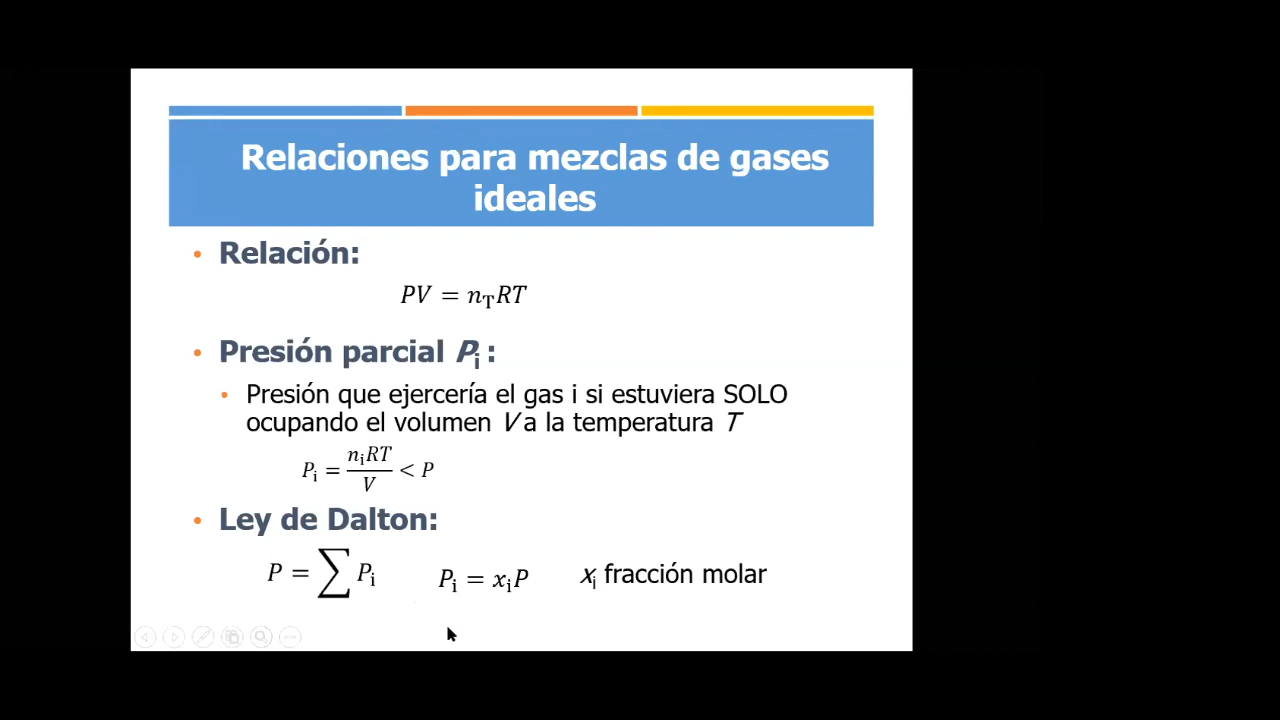 Relaciones para mezclas de gases
ideales
• Relación:
PV = n_T RT
• Presión parcial P_i :
• Presión que ejercería el gas i si estuviera SOLO
ocupando el volumen V a la temperatura T
P_i = n_i RT / V < P
• Ley de Dalton:
P = ∑ P_i    P_i = x_i P    x_i fracción molar